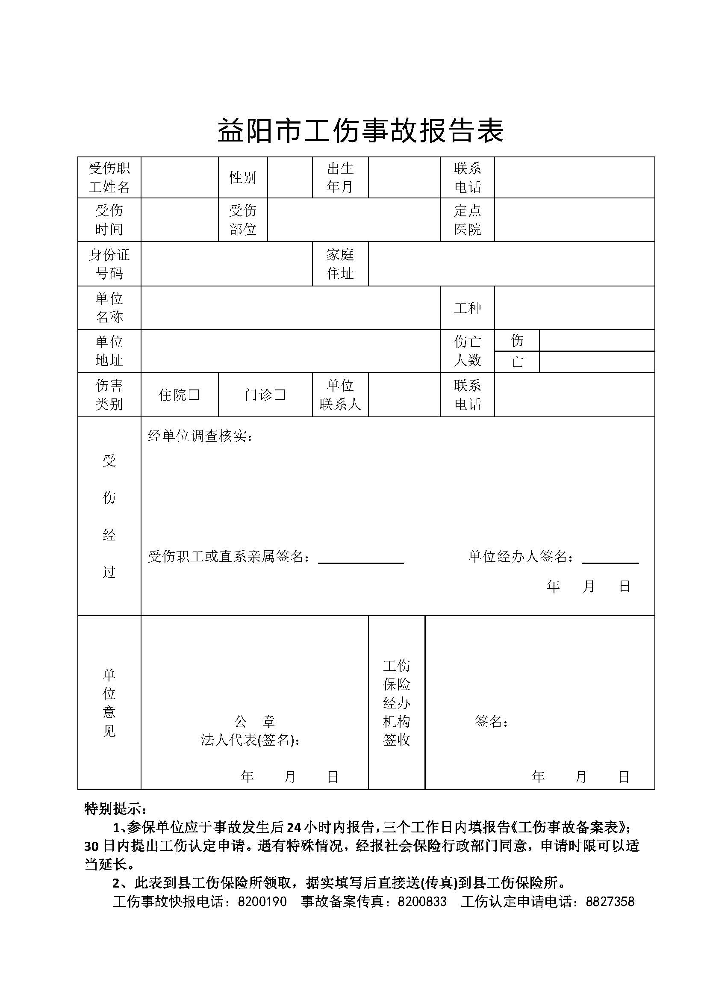 益阳市工伤事故报告表
受伤职
工姓名
性别
出生
年月
联系
电话
受伤
时间
受伤
部位
定点
医院
身份证
号码
家庭
住址
单位
名称
工种
单位
地址
伤亡
人数
伤
亡
伤害
类别
住院□
门诊□
单位
联系人
联系
电话
受
伤
经
过
经单位调查核实：
受伤职工或直系亲属签名：____________ 单位经办人签名：________
年 月 日
单
位
意
见
公 章
法人代表(签名)：
年 月 日
工伤
保险
经办
机构
签收
签名：
年 月 日
特别提示：
1、参保单位应于事故发生后24小时内报告，三个工作日内填报告《工伤事故备案表》；
30日内提出工伤认定申请。遇有特殊情况，经报社会保险行政部门同意，申请时限可以适
当延长。
2、此表到县工伤保险所领取，据实填写后直接送(传真)到县工伤保险所。
工伤事故快报电话：8200190 事故备案传真：8200833 工伤认定申请电话：8827358